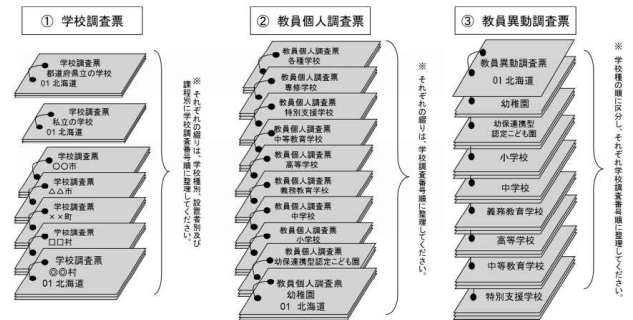 ① 学校調査票
学校調査票
都道府県立の学校
01 北海道
学校調査票
私立の学校
01 北海道
学校調査票
○○市
学校調査票
△△市
学校調査票
××町
学校調査票
□□村
学校調査票
◎◎村
01 北海道
※ それぞれの綴りは、学校種別、設置者別及び
課程別に学校調査番号順に整理してください。
② 教員個人調査票
教員個人調査票
各種学校
教員個人調査票
専修学校
教員個人調査票
特別支援学校
教員個人調査票
中等教育学校
教員個人調査票
高等学校
教員個人調査票
義務教育学校
教員個人調査票
中学校
教員個人調査票
小学校
教員個人調査票
幼保連携型認定こども園
教員個人調査票
幼稚園
01 北海道
※ それぞれの綴りは、学校調査番号順に整理してください。
③ 教員異動調査票
教員異動調査票
01 北海道
幼稚園
幼保連携型
認定こども園
小学校
中学校
義務教育学校
高等学校
中等教育学校
特別支援学校
※ 学校種の順に区分し、それぞれ学校調査番号順に整理してください。